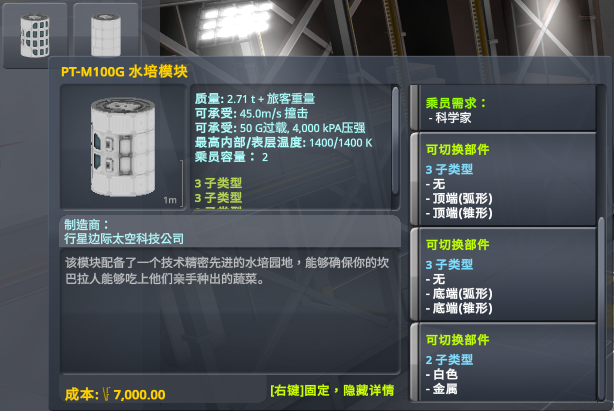 PT-M100G 水培模块
质量: 2.71 t + 旅客重量
可承受: 45.0m/s 撞击
可承受: 50 G过载, 4,000 kPA压强
最高内部/表层温度: 1400/1400 K
乘员容量： 2
3 子类型
3 子类型
1m
制造商：
行星边际太空科技公司
该模块配备了一个技术精密先进的水培园地，能够确保你的坎
巴拉人能够吃上他们亲手种出的蔬菜。
成本: 7,000.00
[右键]固定，隐藏详情
乘员需求：
- 科学家
可切换部件
3 子类型
- 无
- 顶端(弧形)
- 顶端(锥形)
可切换部件
3 子类型
- 无
- 底端(弧形)
- 底端(锥形)
可切换部件
2 子类型
- 白色
- 金属